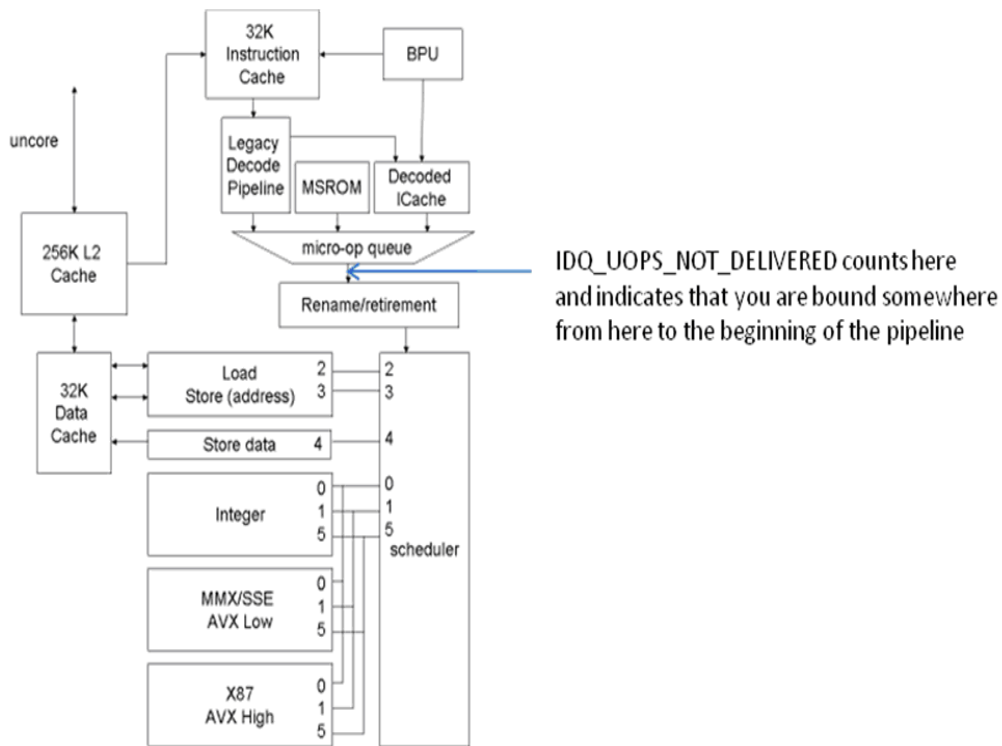 32K
Instruction
Cache
BPU
uncore
Legacy
Decode
Pipeline
MSROM
Decoded
ICache
256K L2
Cache
micro-op queue
IDQ_UOPS_NOT_DELIVERED counts here
and indicates that you are bound somewhere
from here to the beginning of the pipeline
Rename/retirement
32K
Data
Cache
Load
Store (address)
2
3
2
3
Store data
4
4
Integer
0
1
5
0
1
5
scheduler
MMX/SSE
AVX Low
0
1
5
X87
AVX High
0
1
5